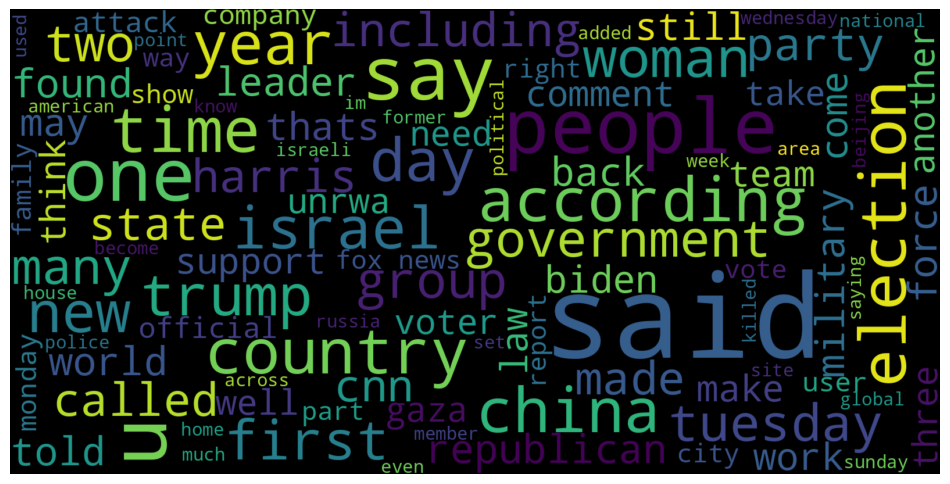 used
attack
company
including
added
still
wednesday
national
two
point
way
year
say
woman
party
another
found
leader
right
comment
take
come
american
show
know
im
former
need
political
people
area
beijing
election
may
time
thats
israeli
day
family
think
one
harris
unrwa
back
week
team
according
military
force
state
israel
government
many
become
support
fox news
group
biden
vote
saying
house
new
trump
official
russia
voter
report
said
killed
police
monday
world
country
set
law
across
cnn
made
make
site
user
global
called
well
part
gaza
china
tuesday
three
told
u
home
much
first
member
republican
city
work
sunday
even